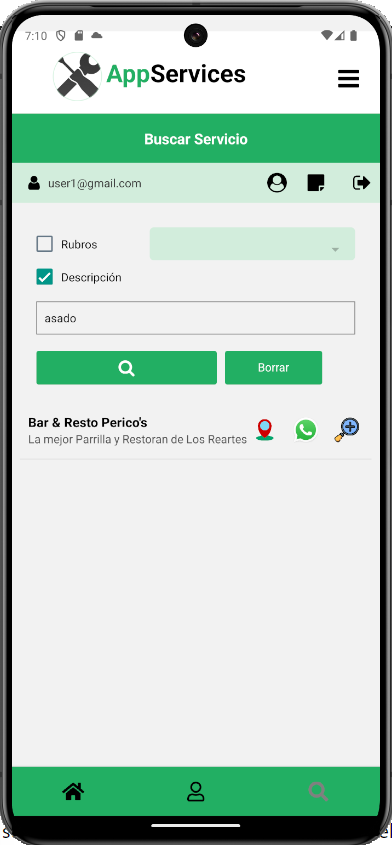 7:10
AppServices
Buscar Servicio
user1@gmail.com
Rubros
Descripción
asado
Borrar
Bar & Resto Perico's
La mejor Parrilla y Restoran de Los Reartes